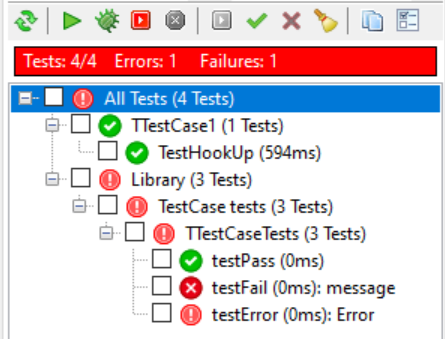 Tests: 4/4 Errors: 1 Failures: 1
All Tests (4 Tests)
TTestCase1 (1 Tests)
TestHookUp (594ms)
Library (3 Tests)
TestCase tests (3 Tests)
TTestCaseTests (3 Tests)
testPass (0ms)
testFail (0ms): message
testError (0ms): Error